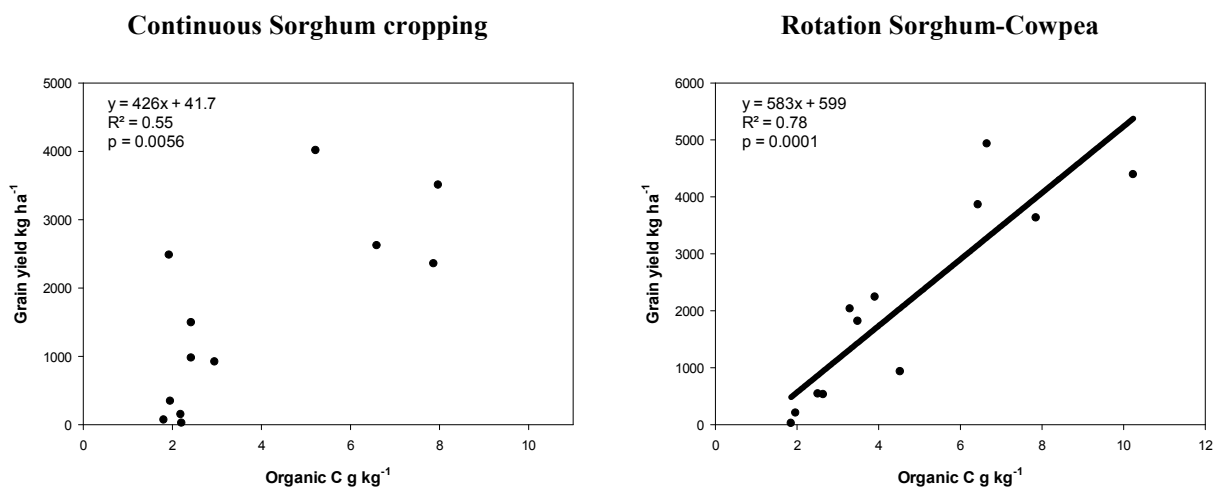 Continuous Sorghum cropping
y = 426x + 41.7
R² = 0.55
p = 0.0056
5000
4000
3000
2000
1000
0
Grain yield kg ha⁻¹
0 2 4 6 8 10
Organic C g kg⁻¹
Rotation Sorghum-Cowpea
y = 583x + 599
R² = 0.78
p = 0.0001
6000
5000
4000
3000
2000
1000
0
Grain yield kg ha⁻¹
0 2 4 6 8 10 12
Organic C g kg⁻¹